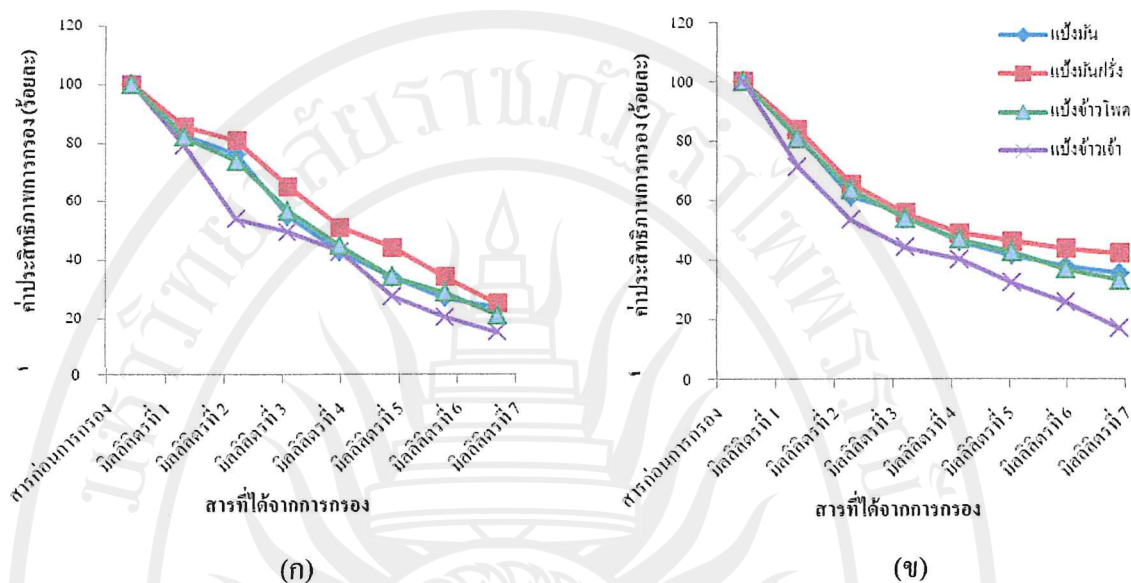 ค่าประสิทธิภาพการกรอง (ร้อยละ)
120
100
80
60
40
20
0
สารก่อนการกรอง
มิลลิลิตรที่ 1
มิลลิลิตรที่ 2
มิลลิลิตรที่ 3
มิลลิลิตรที่ 4
มิลลิลิตรที่ 5
มิลลิลิตรที่ 6
มิลลิลิตรที่ 7
สารที่ได้จากการกรอง
(ก)
ค่าประสิทธิภาพการกรอง (ร้อยละ)
120
100
80
60
40
20
0
แป้งมัน
แป้งมันฝรั่ง
แป้งข้าวโพด
แป้งข้าวเจ้า
สารก่อนการกรอง
มิลลิลิตรที่ 1
มิลลิลิตรที่ 2
มิลลิลิตรที่ 3
มิลลิลิตรที่ 4
มิลลิลิตรที่ 5
มิลลิลิตรที่ 6
มิลลิลิตรที่ 7
สารที่ได้จากการกรอง
(ข)